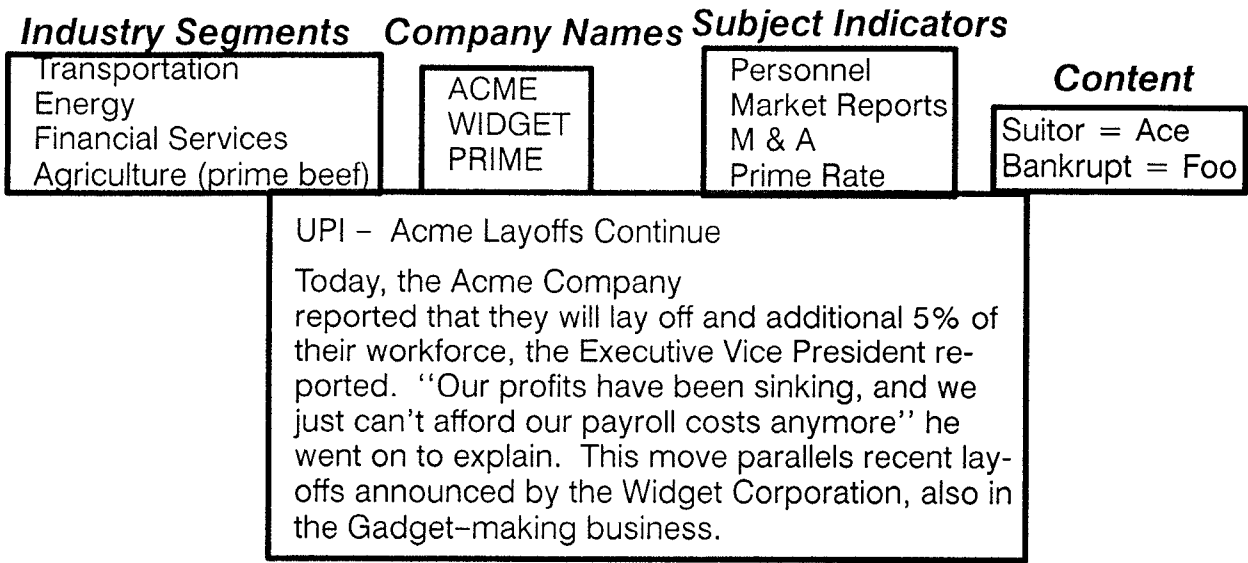 Industry Segments
Transportation
Energy
Financial Services
Agriculture (prime beef)
Company Names
ACME
WIDGET
PRIME
Subject Indicators
Personnel
Market Reports
M & A
Prime Rate
Content
Suitor = Ace
Bankrupt = Foo
UPI – Acme Layoffs Continue
Today, the Acme Company
reported that they will lay off and additional 5% of
their workforce, the Executive Vice President re-
ported. ''Our profits have been sinking, and we
just can't afford our payroll costs anymore'' he
went on to explain. This move parallels recent lay-
offs announced by the Widget Corporation, also in
the Gadget–making business.